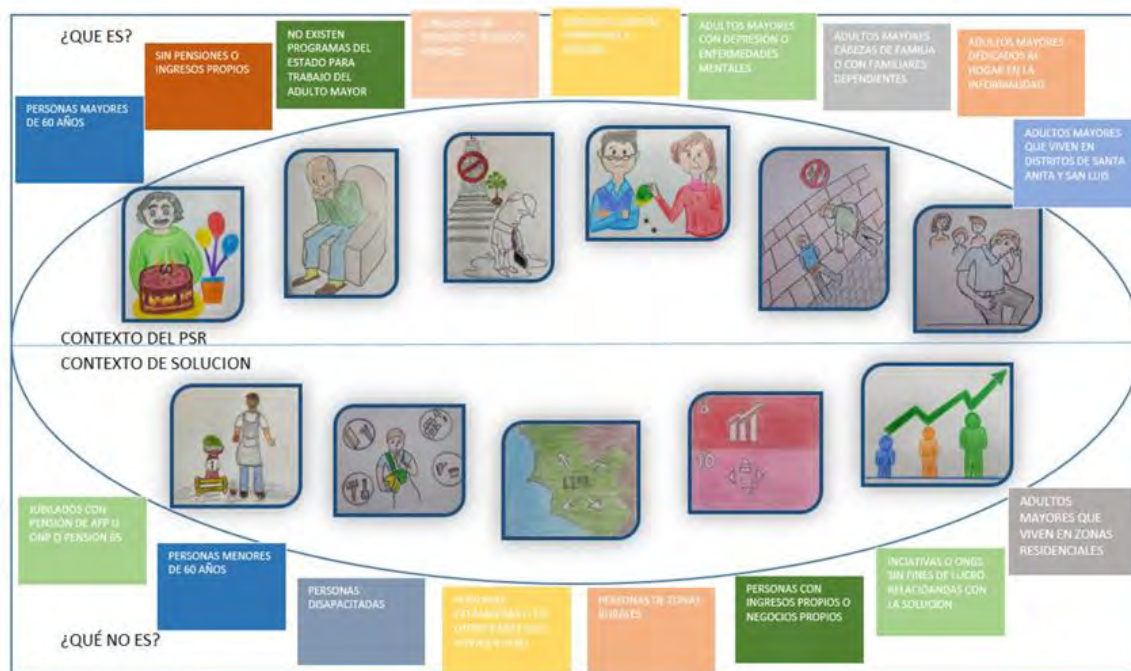 ¿QUE ES?
PERSONAS MAYORES
DE 60 AÑOS
SIN PENSIONES O
INGRESOS PROPIOS
NO EXISTEN
PROGRAMAS DEL
ESTADO PARA
TRABAJO DEL
ADULTO MAYOR
ADULTOS MAYORES
CON DEPRESIÓN O
ENFERMEDADES
MENTALES
ADULTOS MAYORES
CABEZAS DE FAMILIA
O CON FAMILIARES
DEPENDIENTES
ADULTOS MAYORES
DEDICADOS AL
HOGAR EN LA
INFORMALIDAD
ADULTOS MAYORES
QUE VIVEN EN
DISTRITOS DE SANTA
ANITA Y SAN LUIS
60
CONTEXTO DEL PSR
CONTEXTO DE SOLUCION
LIMA
8
10
JUBILADOS CON
PENSIÓN DE AFP U
ONP O PENSION 65
PERSONAS MENORES
DE 60 AÑOS
PERSONAS
DISAPACITADAS
PERSONAS DE ZONAS
RURALES
PERSONAS CON
INGRESOS PROPIOS O
NEGOCIOS PROPIOS
INCIATIVAS O ONGS
SIN FINES DE LUCRO
RELACIOANDAS CON
LA SOLUCION
ADULTOS
MAYORES QUE
VIVEN EN ZONAS
RESIDENCIALES
¿QUÉ NO ES?